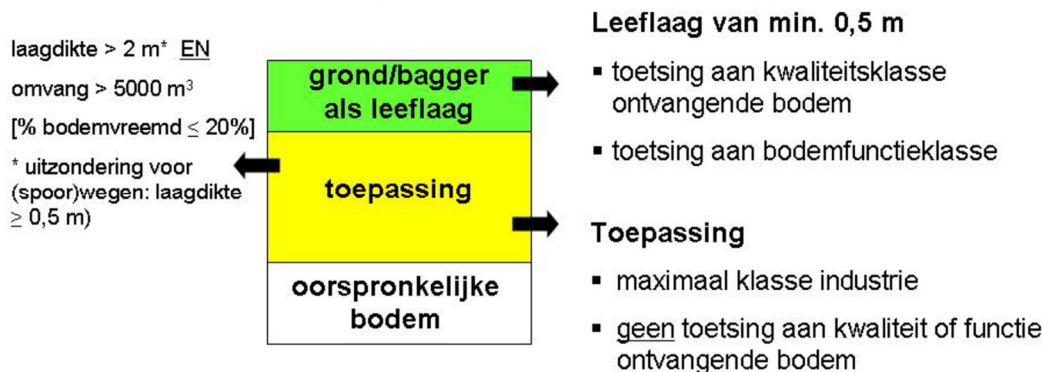 laagdikte > 2 m* EN
omvang > 5000 m³
[% bodemvreemd ≤ 20%]
* uitzondering voor
(spoor)wegen: laagdikte
≥ 0,5 m)
grond/bagger
als leeflaag
toepassing
oorspronkelijke
bodem
Leeflaag van min. 0,5 m
▪ toetsing aan kwaliteitsklasse
ontvangende bodem
▪ toetsing aan bodemfunctieklasse
Toepassing
▪ maximaal klasse industrie
▪ geen toetsing aan kwaliteit of functie
ontvangende bodem